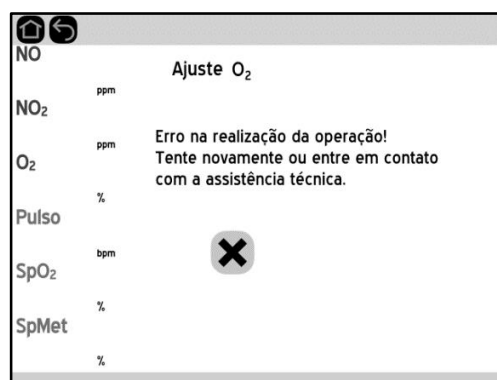 NO
ppm
NO₂
ppm
O₂
%
Pulso
bpm
SpO₂
%
SpMet
%
Ajuste O₂
Erro na realização da operação!
Tente novamente ou entre em contato
com a assistência técnica.